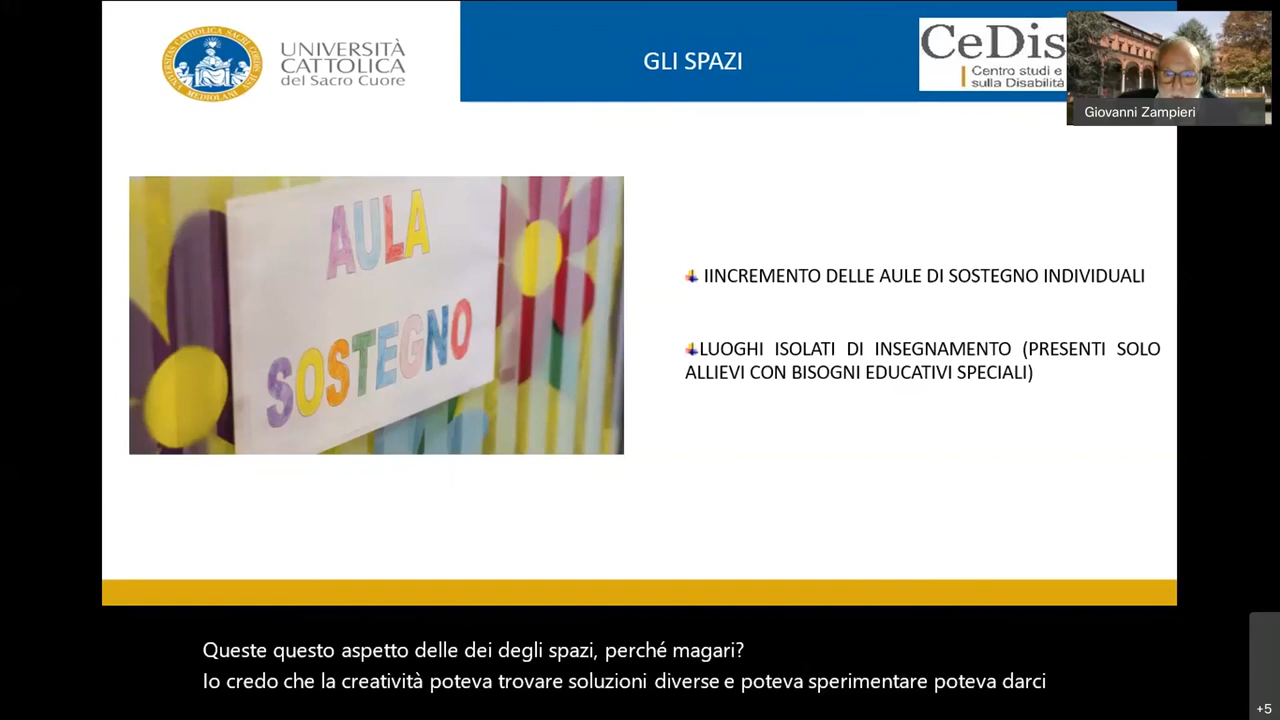 UNIVERSITÀ
CATTOLICA
del Sacro Cuore
GLI SPAZI
CeDis
Centro studi e
sulla Disabilità
Giovanni Zampieri
AULA
SOSTEGNO
IINCREMENTO DELLE AULE DI SOSTEGNO INDIVIDUALI
LUOGHI ISOLATI DI INSEGNAMENTO (PRESENTI SOLO
ALLIEVI CON BISOGNI EDUCATIVI SPECIALI)
Queste questo aspetto delle dei degli spazi, perché magari?
Io credo che la creatività poteva trovare soluzioni diverse e poteva sperimentare poteva darci
+5